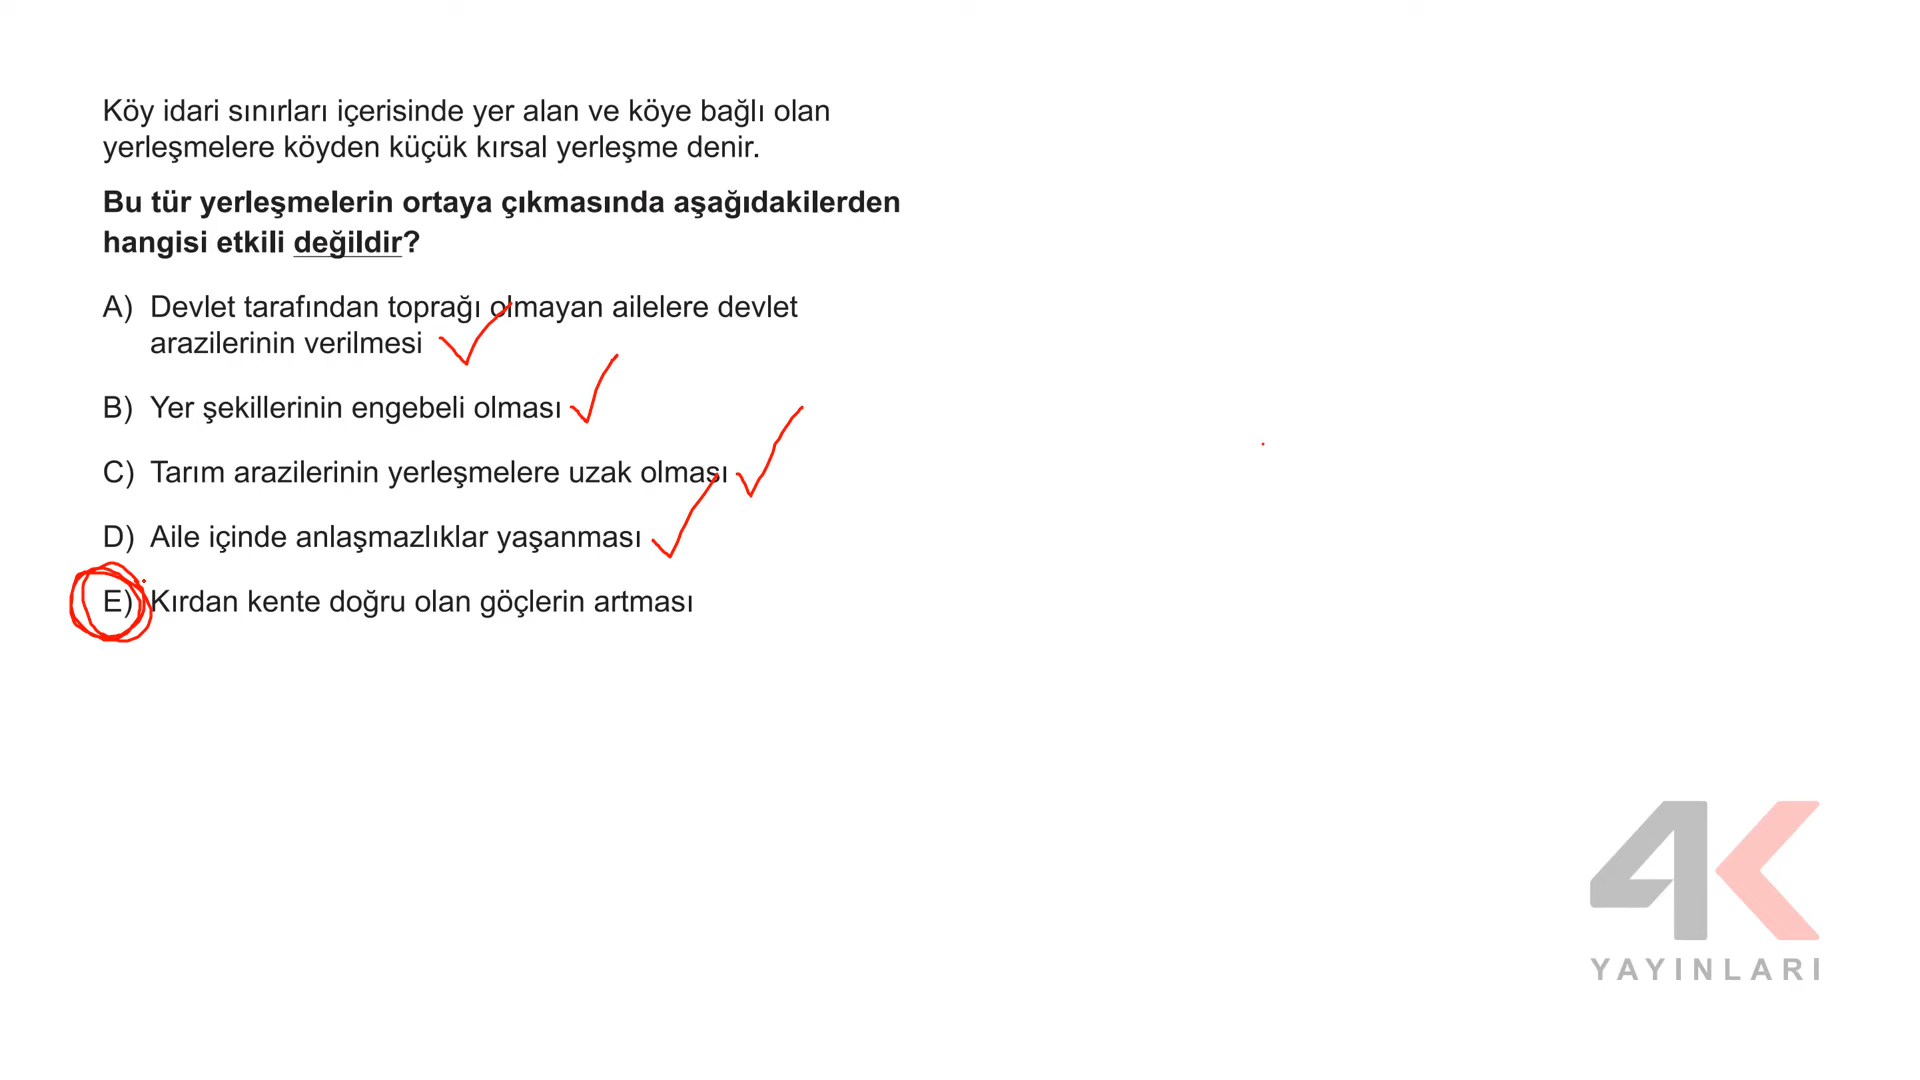 Köy idari sınırları içerisinde yer alan ve köye bağlı olan
yerleşmelere köyden küçük kırsal yerleşme denir.
Bu tür yerleşmelerin ortaya çıkmasında aşağıdakilerden
hangisi etkili değildir?
A) Devlet tarafından toprağı olmayan ailelere devlet
arazilerinin verilmesi
B) Yer şekillerinin engebeli olması
C) Tarım arazilerinin yerleşmelere uzak olması
D) Aile içinde anlaşmazlıklar yaşanması
E) Kırdan kente doğru olan göçlerin artması
4K
YAYINLARI